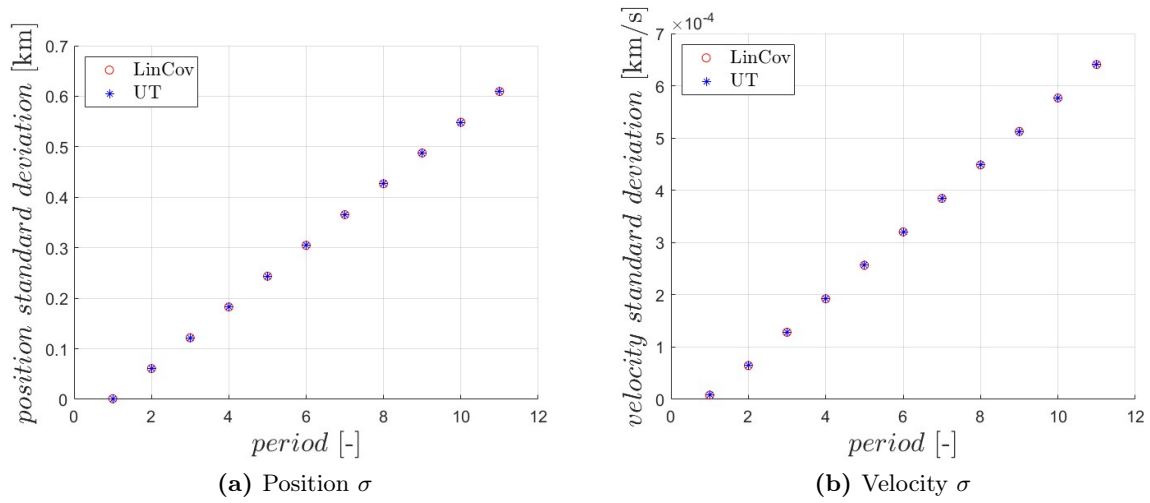 position standard deviation [km]
0.7
0.6
0.5
0.4
0.3
0.2
0.1
0
LinCov
UT
0 2 4 6 8 10 12
period [-]
(a) Position σ
velocity standard deviation [km/s]
×10-4
7
6
5
4
3
2
1
0
LinCov
UT
0 2 4 6 8 10 12
period [-]
(b) Velocity σ